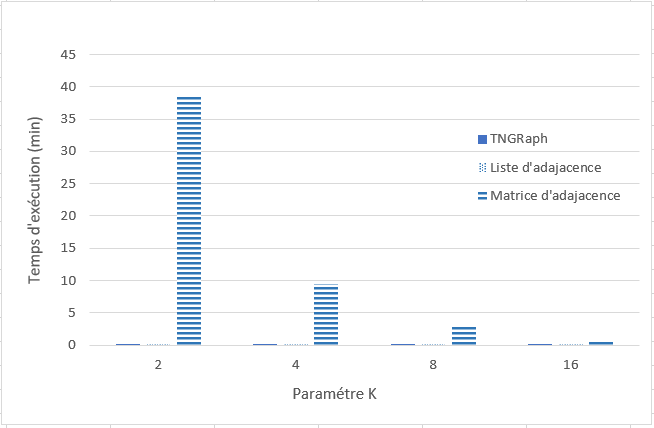 45
40
35
30
25
20
15
10
5
0
Temps d'exécution (min)
TNGRaph
Liste d'adajacence
Matrice d'adajacence
2 4 8 16
Paramétre K